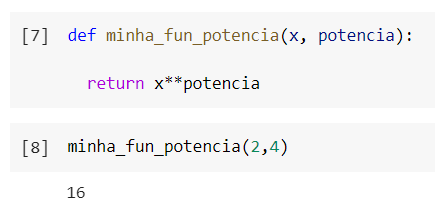 [7] def minha_fun_potencia(x, potencia):
return x**potencia
[8] minha_fun_potencia(2,4)
16